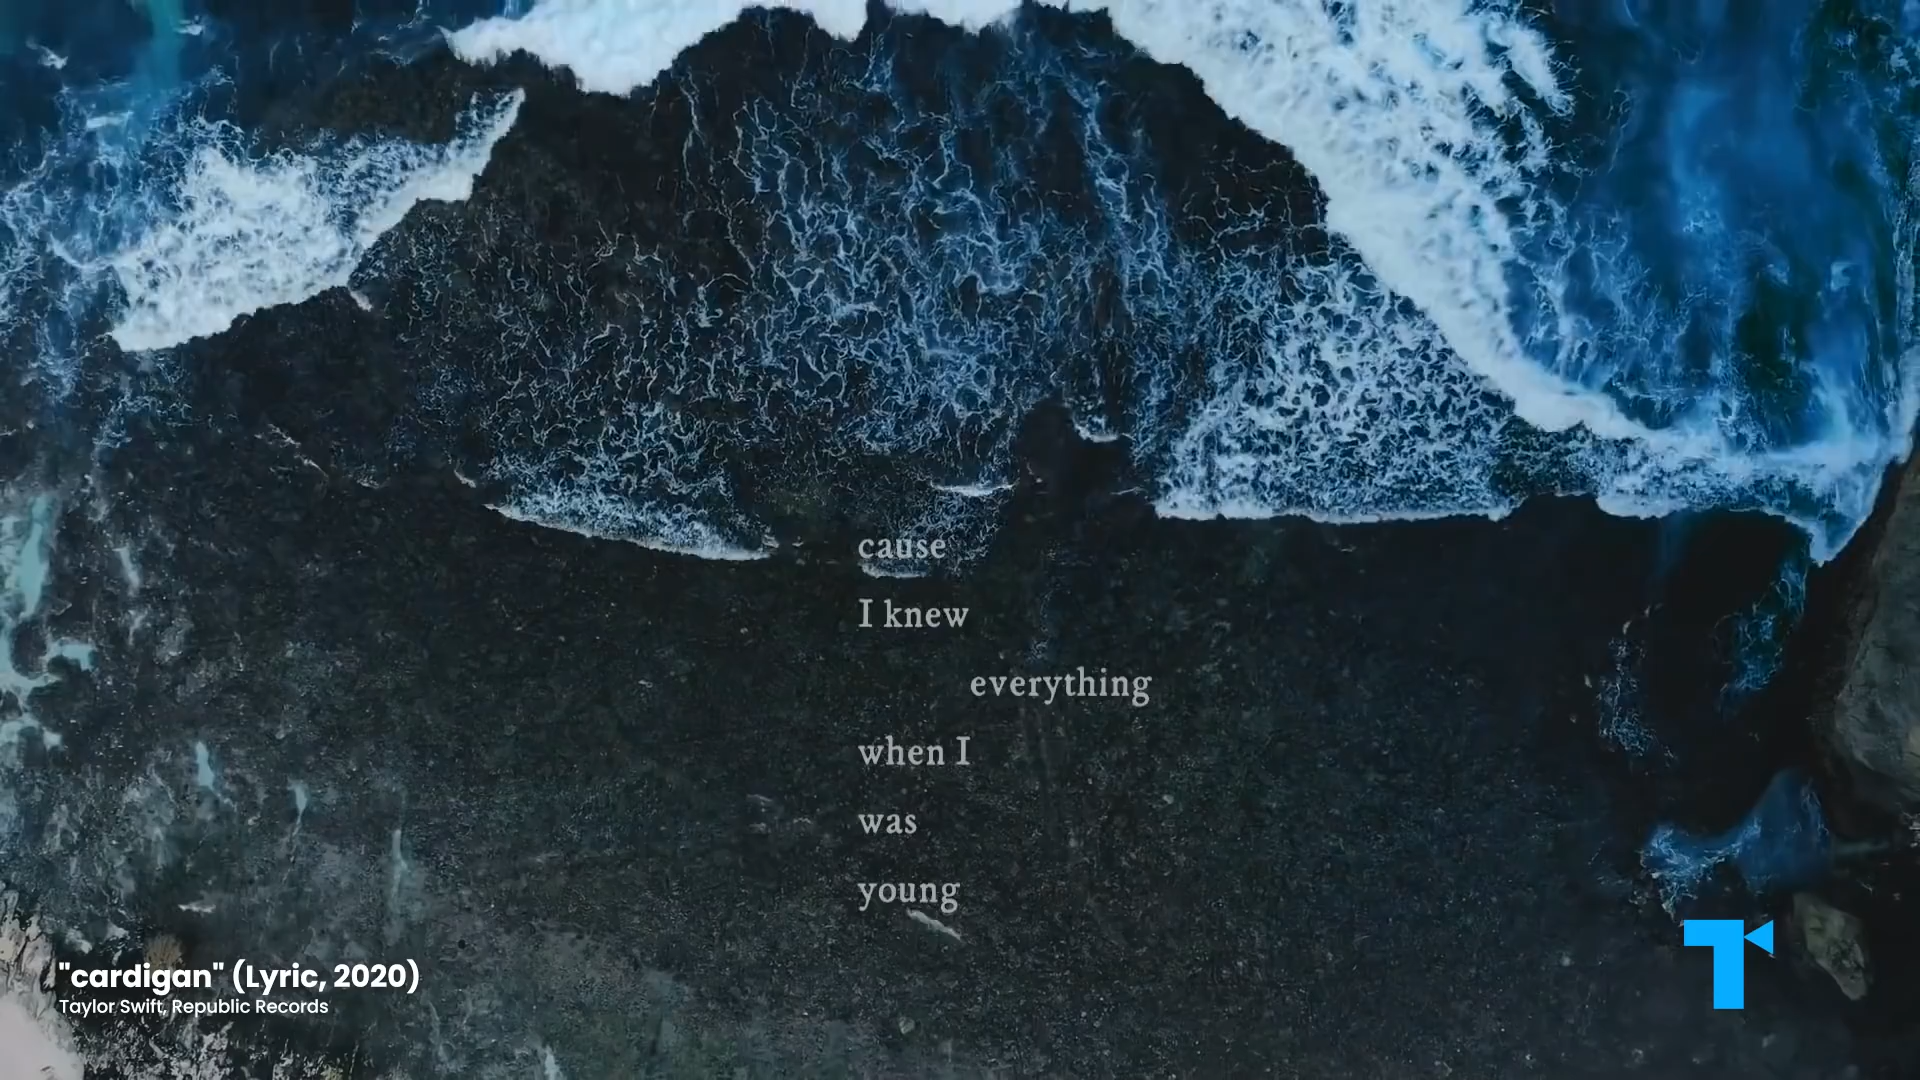 cause
I knew
everything
when I
was
young
"cardigan" (Lyric, 2020)
Taylor Swift, Republic Records